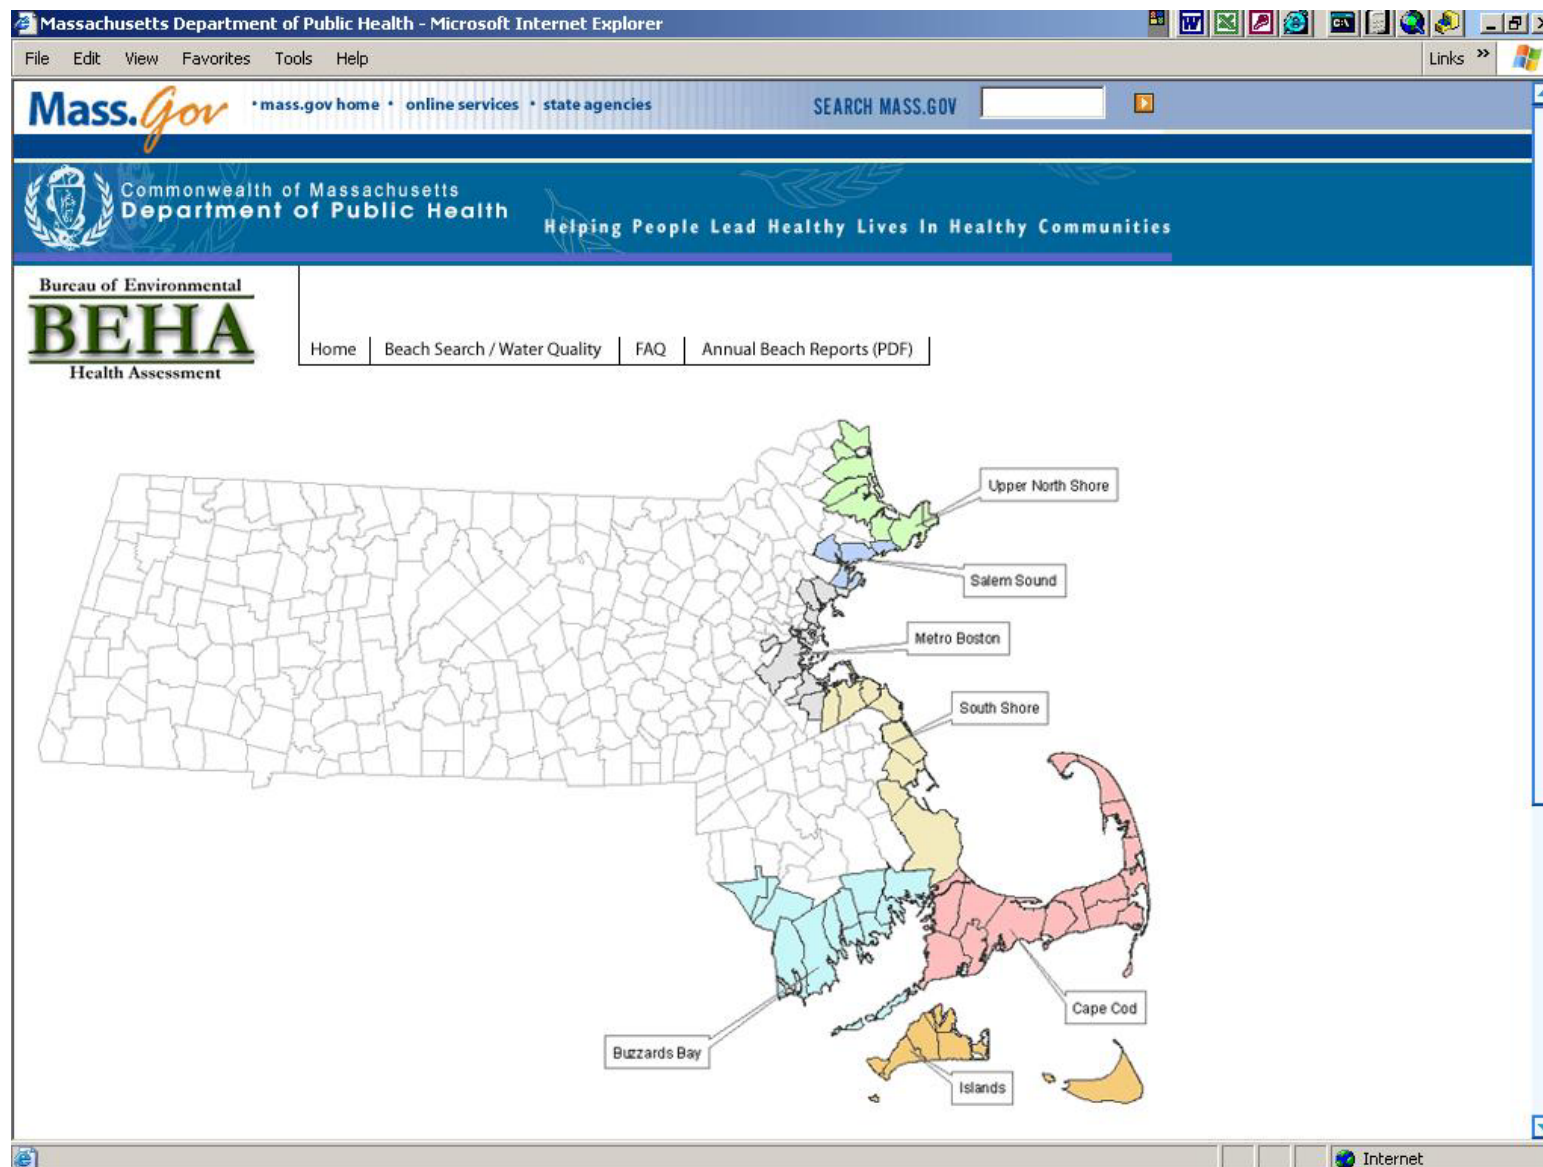 Massachusetts Department of Public Health - Microsoft Internet Explorer
File Edit View Favorites Tools Help
Links »
Mass.Gov
• mass.gov home • online services • state agencies
SEARCH MASS.GOV
Commonwealth of Massachusetts
Department of Public Health
Helping People Lead Healthy Lives In Healthy Communities
Bureau of Environmental
BEHA
Health Assessment
Home
Beach Search / Water Quality
FAQ
Annual Beach Reports (PDF)
Upper North Shore
Salem Sound
Metro Boston
South Shore
Cape Cod
Buzzards Bay
Islands
Internet